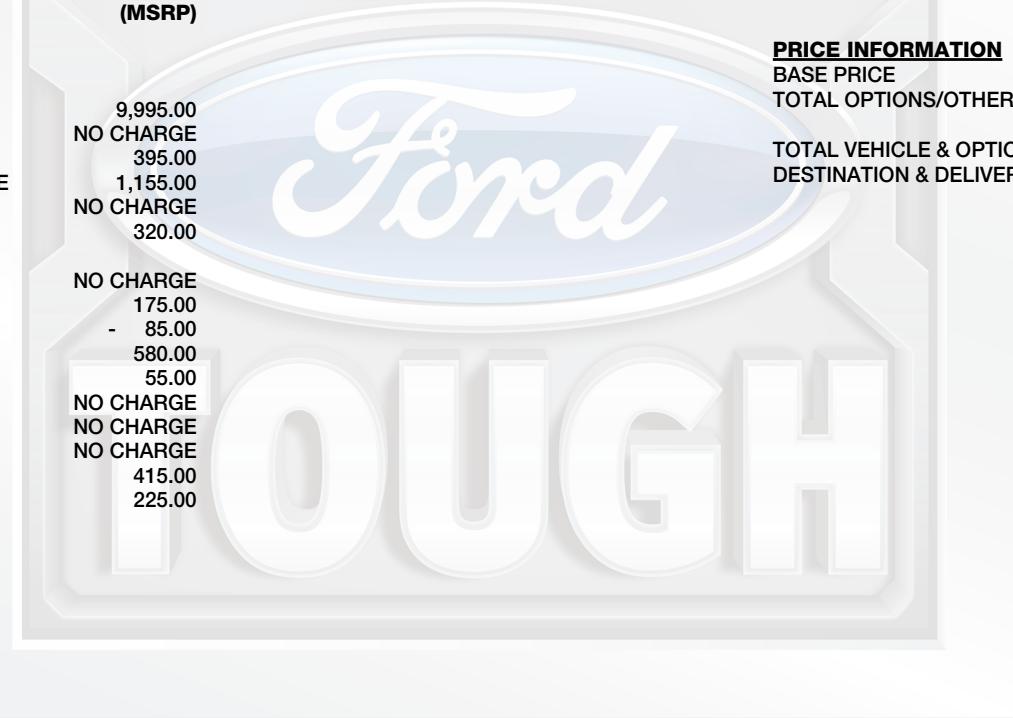 (MSRP)
9,995.00
NO CHARGE
395.00
E 1,155.00
NO CHARGE
320.00
NO CHARGE
175.00
- 85.00
580.00
55.00
NO CHARGE
NO CHARGE
NO CHARGE
415.00
225.00
PRICE INFORMATION
BASE PRICE
TOTAL OPTIONS/OTHER
TOTAL VEHICLE & OPTIO
DESTINATION & DELIVER
Ford
TOUGH